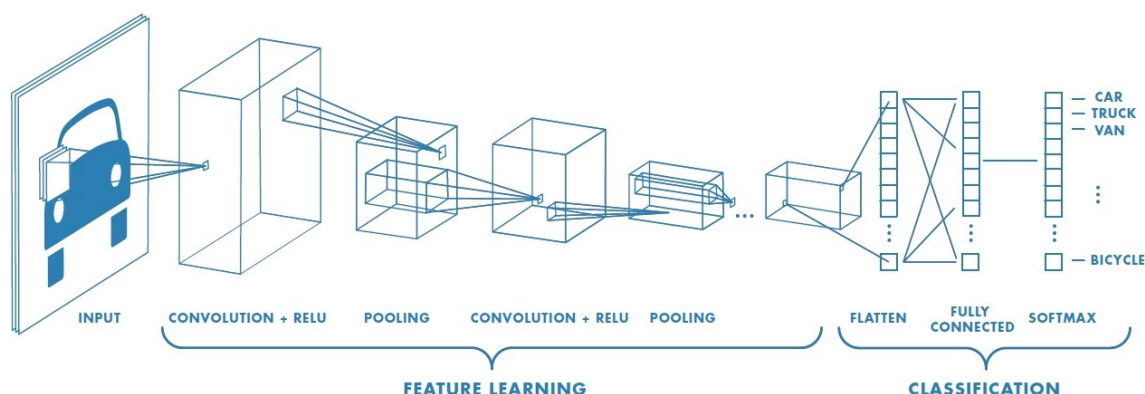 CAR
TRUCK
VAN
BICYCLE
INPUT
CONVOLUTION + RELU
POOLING
CONVOLUTION + RELU
POOLING
FLATTEN
FULLY
CONNECTED
SOFTMAX
FEATURE LEARNING
CLASSIFICATION